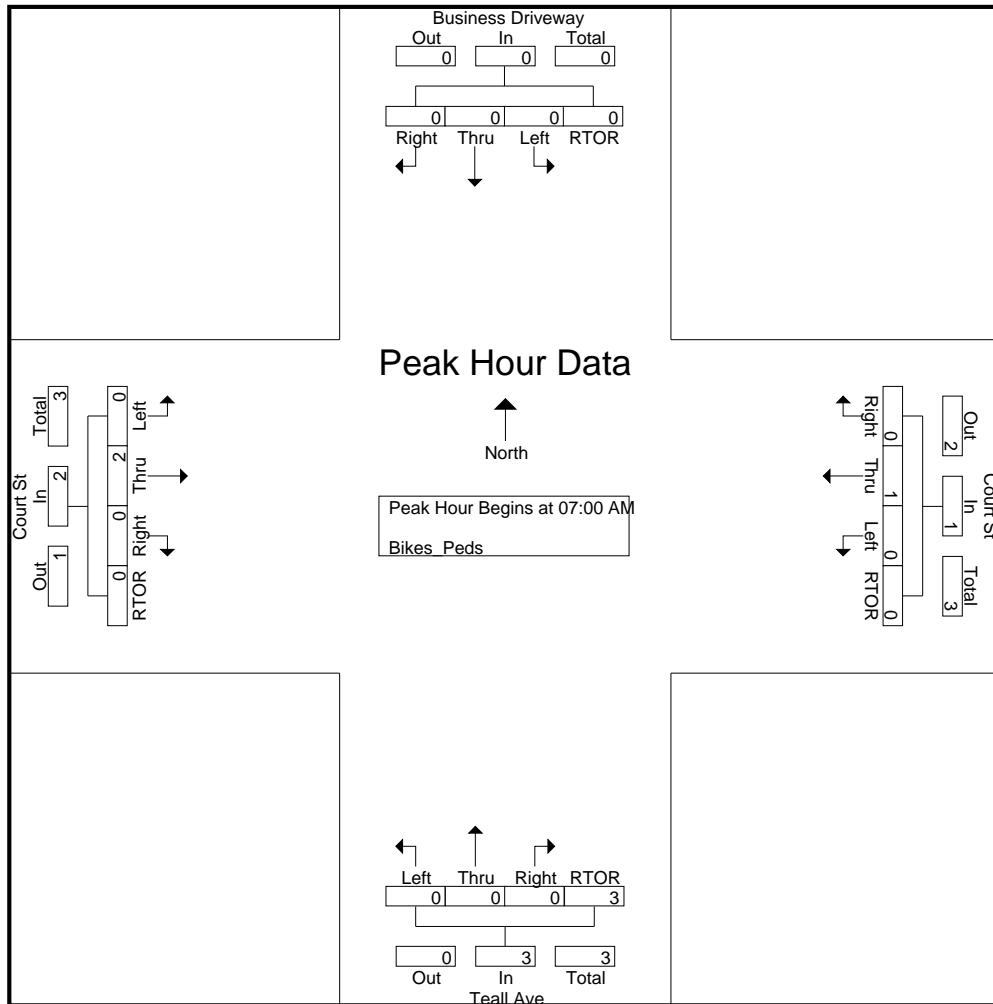 Business Driveway
Out In Total
0 0 0
0 0 0 0
Right Thru Left RTOR
Peak Hour Data
North
Peak Hour Begins at 07:00 AM
Bikes_Peds
Court St
Total In Out
3 2 1
0 2 0 0
Left Thru Right RTOR
Right Thru Left RTOR
0 1 0 0
Out In Total
2 1 3
Court St
Left Thru Right RTOR
0 0 0 3
0 3 3
Out In Total
Teall Ave